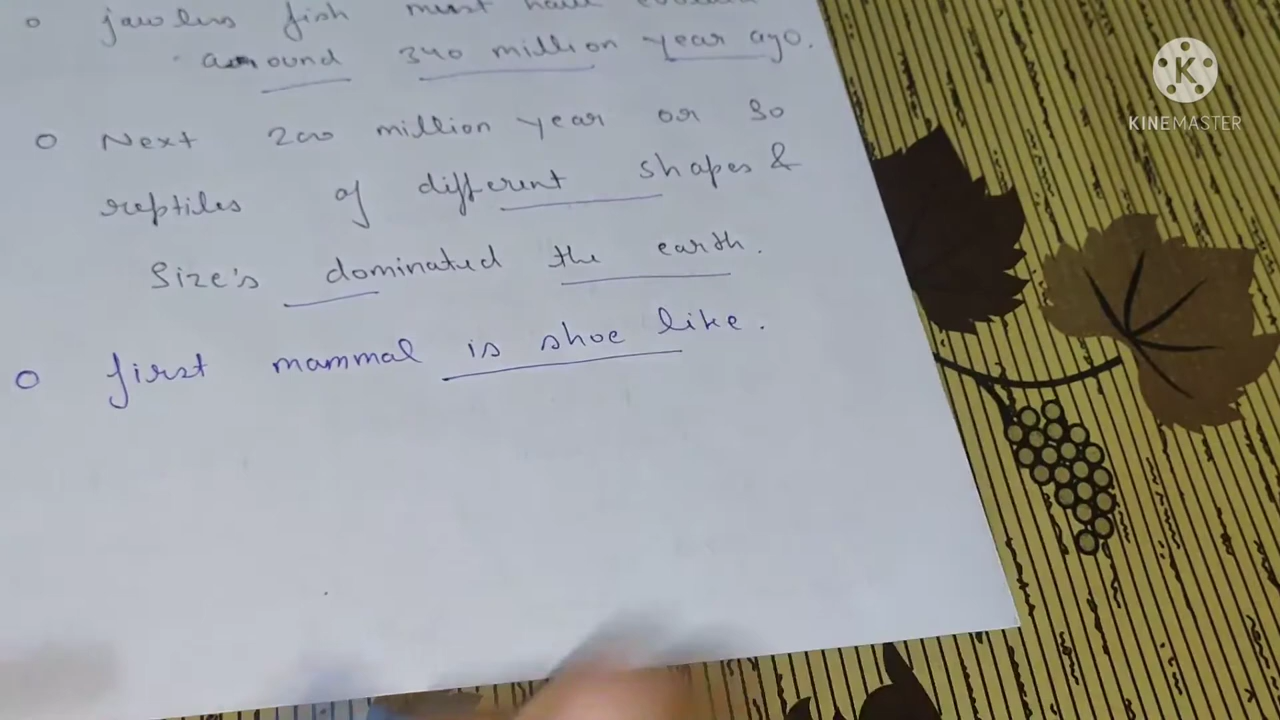 jawless fish must have
around 340 million year ago.
Next 200 million year or so
reptiles of different shapes &
Size's dominated the earth.
first mammal is shoe like.
KINEMASTER